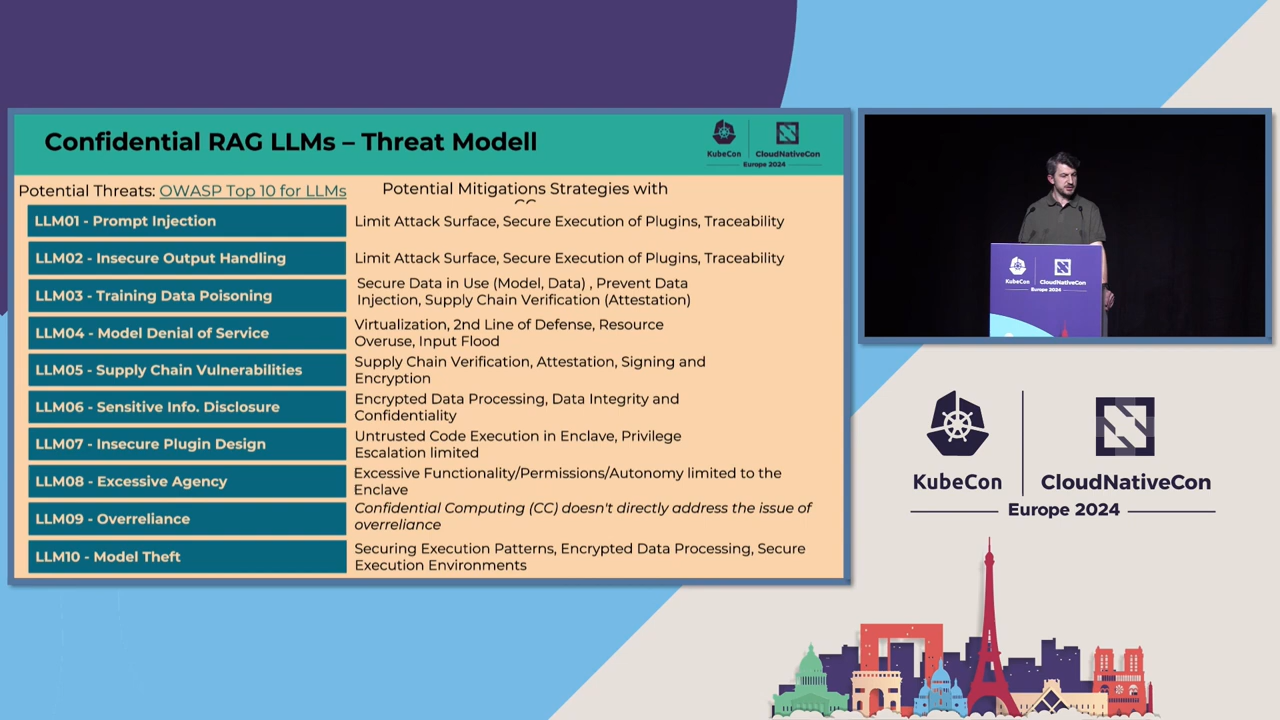 Confidential RAG LLMs – Threat Modell
KubeCon
CloudNativeCon
Europe 2024
Potential Threats: OWASP Top 10 for LLMs
Potential Mitigations Strategies with
CC
LLM01 - Prompt Injection
Limit Attack Surface, Secure Execution of Plugins, Traceability
LLM02 - Insecure Output Handling
Limit Attack Surface, Secure Execution of Plugins, Traceability
LLM03 - Training Data Poisoning
Secure Data in Use (Model, Data) , Prevent Data
Injection, Supply Chain Verification (Attestation)
LLM04 - Model Denial of Service
Virtualization, 2nd Line of Defense, Resource
Overuse, Input Flood
LLM05 - Supply Chain Vulnerabilities
Supply Chain Verification, Attestation, Signing and
Encryption
LLM06 - Sensitive Info. Disclosure
Encrypted Data Processing, Data Integrity and
Confidentiality
LLM07 - Insecure Plugin Design
Untrusted Code Execution in Enclave, Privilege
Escalation limited
LLM08 - Excessive Agency
Excessive Functionality/Permissions/Autonomy limited to the
Enclave
LLM09 - Overreliance
Confidential Computing (CC) doesn't directly address the issue of
overreliance
LLM10 - Model Theft
Securing Execution Patterns, Encrypted Data Processing, Secure
Execution Environments
KubeCon
CloudNativeCon
Europe 2024
KubeCon
CloudNativeCon
Europe 2024